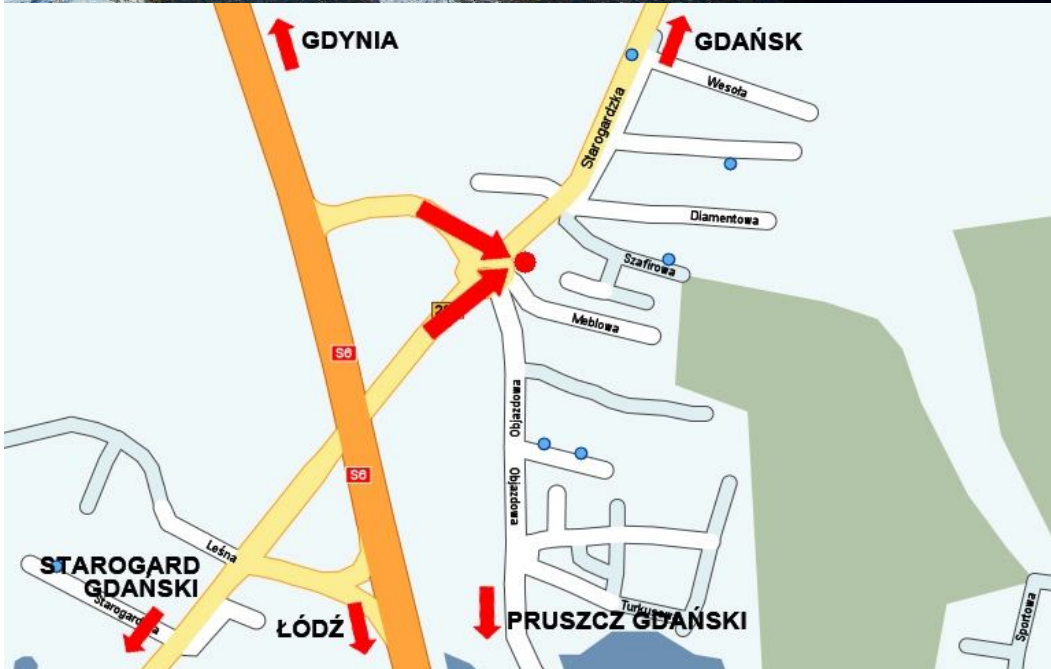 GDYNIA
GDAŃSK
Wesoła
Starogardzka
Diamentowa
Szafirowa
Meblowa
S6
Objazdowa
S6
Objazdowa
Leśna
STAROGARD
GDAŃSKI
ŁÓDŹ
PRUSZCZ GDAŃSKI
Sportowa